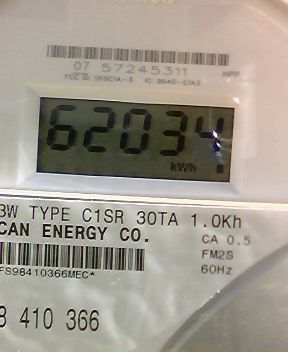 07 57245311
62034
kWh
3W TYPE C1SR 30TA 1.0Kh
CAN ENERGY CO.
CA 0.5
FM2S
60Hz
FS98410366MEC*
8 410 366